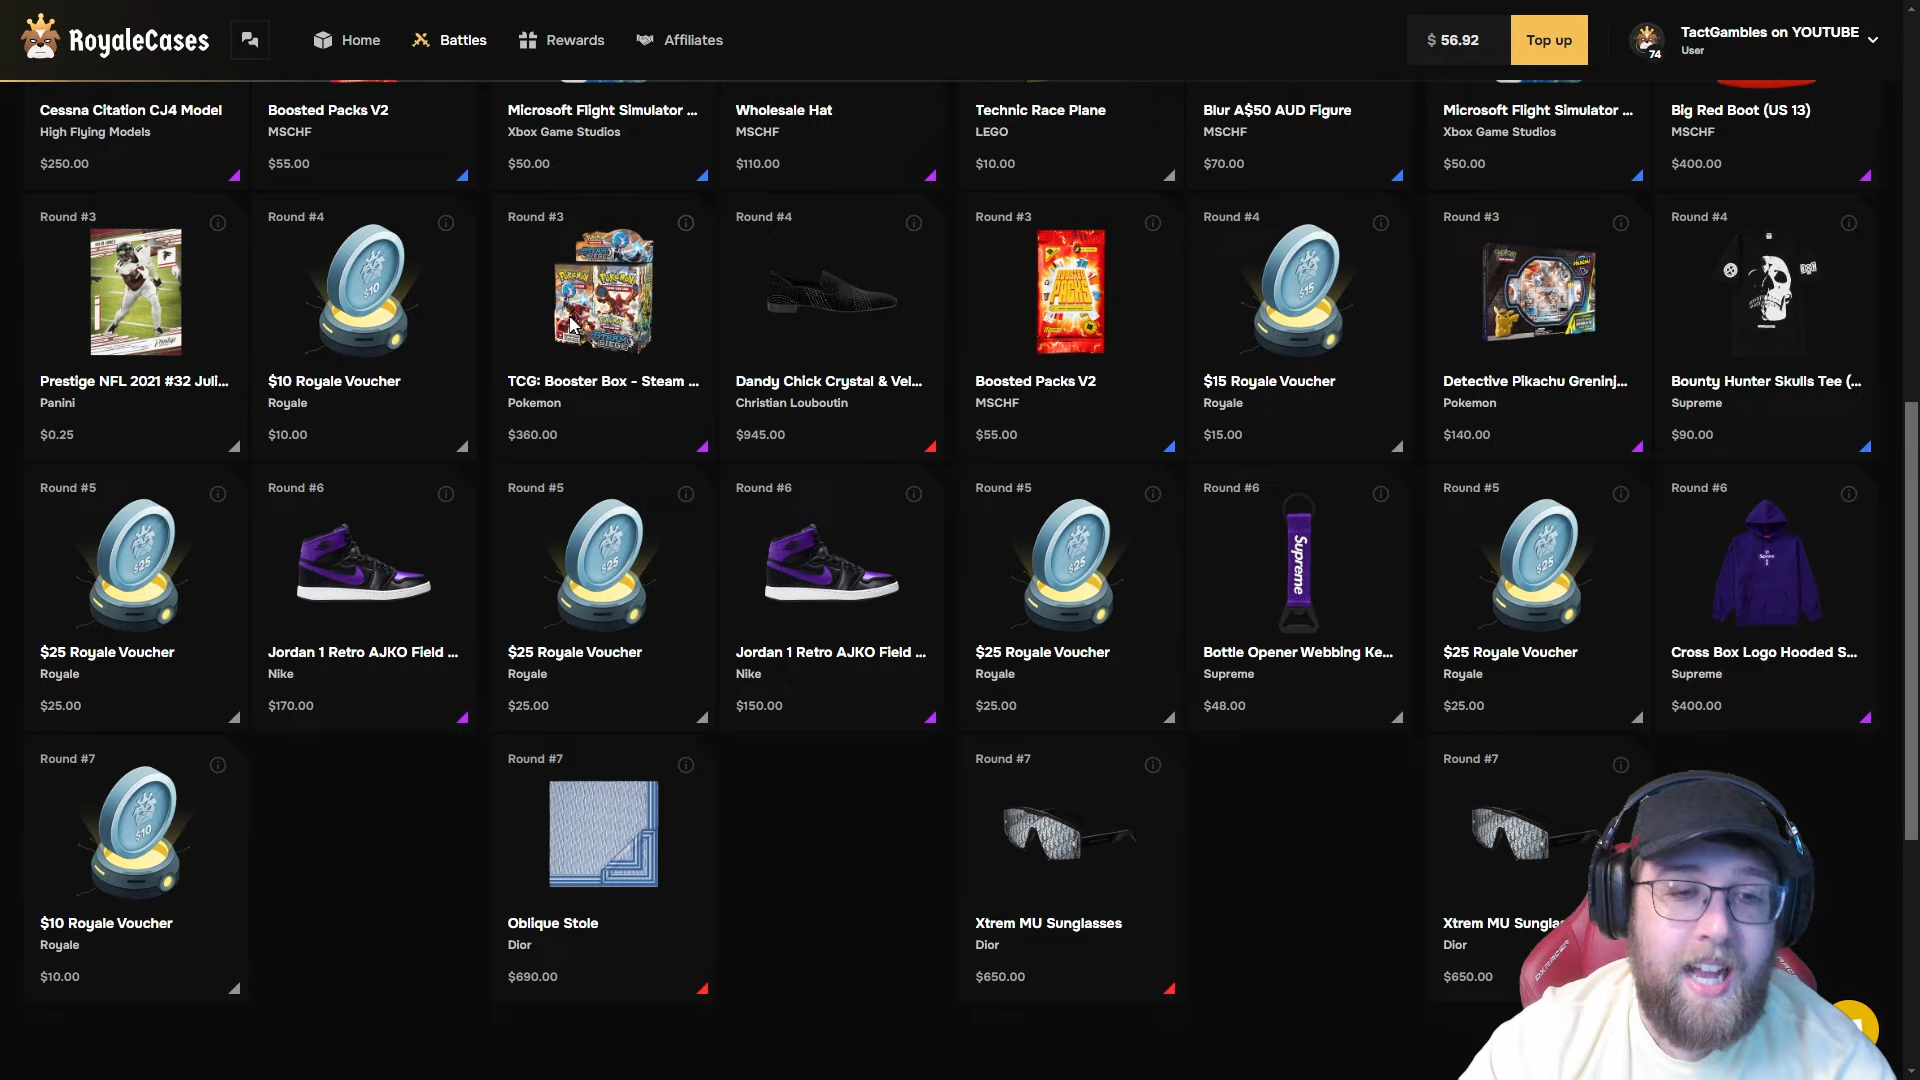 RoyaleCases
Home
Battles
Rewards
Affiliates
$ 56.92
Top up
74
TactGambles on YOUTUBE
User
Cessna Citation CJ4 Model
High Flying Models
$250.00
Boosted Packs V2
MSCHF
$55.00
Microsoft Flight Simulator ...
Xbox Game Studios
$50.00
Wholesale Hat
MSCHF
$110.00
Technic Race Plane
LEGO
$10.00
Blur A$50 AUD Figure
MSCHF
$70.00
Microsoft Flight Simulator ...
Xbox Game Studios
$50.00
Big Red Boot (US 13)
MSCHF
$400.00
Round #3
Prestige NFL 2021 #32 Juli...
Panini
$0.25
Round #4
$10
$10 Royale Voucher
Royale
$10.00
Round #3
TCG: Booster Box - Steam ...
Pokemon
$360.00
Round #4
Dandy Chick Crystal & Vel...
Christian Louboutin
$945.00
Round #3
Boosted Packs V2
MSCHF
$55.00
Round #4
$15
$15 Royale Voucher
Royale
$15.00
Round #3
Detective Pikachu Greninj...
Pokemon
$140.00
Round #4
Bounty Hunter Skulls Tee (...
Supreme
$90.00
Round #5
$25
$25 Royale Voucher
Royale
$25.00
Round #6
Jordan 1 Retro AJKO Field ...
Nike
$170.00
Round #5
$25
$25 Royale Voucher
Royale
$25.00
Round #6
Jordan 1 Retro AJKO Field ...
Nike
$150.00
Round #5
$25
$25 Royale Voucher
Royale
$25.00
Round #6
Supreme
Bottle Opener Webbing Ke...
Supreme
$48.00
Round #5
$25
$25 Royale Voucher
Royale
$25.00
Round #6
Cross Box Logo Hooded S...
Supreme
$400.00
Round #7
$10
$10 Royale Voucher
Royale
$10.00
Round #7
Oblique Stole
Dior
$690.00
Round #7
Xtrem MU Sunglasses
Dior
$650.00
Round #7
Xtrem MU Sungla
Dior
$650.00
DXRACER